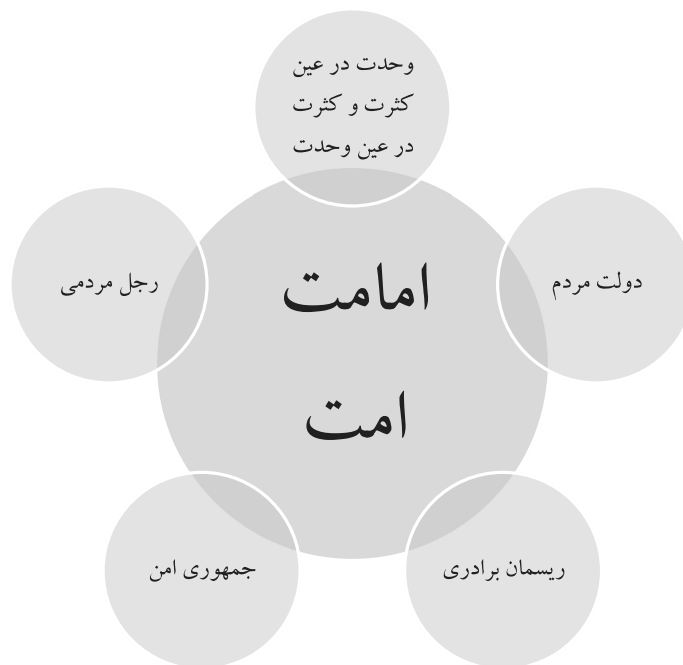 وحدت در عین
کثرت و کثرت
در عین وحدت
دولت مردم
رجل مردمی
امامت
امت
ریسمان برادری
جمهوری امن